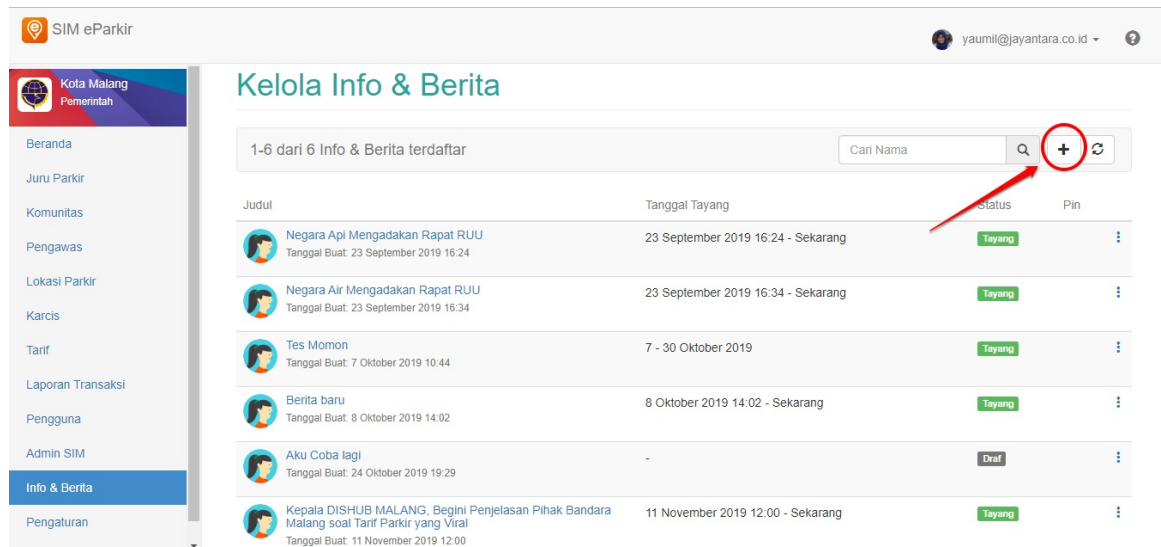 SIM eParkir
yaumil@jayantara.co.id
Kota Malang
Pemerintah
Beranda
Juru Parkir
Komunitas
Pengawas
Lokasi Parkir
Karcis
Tarif
Laporan Transaksi
Pengguna
Admin SIM
Info & Berita
Pengaturan
Kelola Info & Berita
1-6 dari 6 Info & Berita terdaftar
Cari Nama
Judul Tanggal Tayang Status Pin
Negara Api Mengadakan Rapat RUU
Tanggal Buat: 23 September 2019 16:24
23 September 2019 16:24 - Sekarang
Tayang
Negara Air Mengadakan Rapat RUU
Tanggal Buat: 23 September 2019 16:34
23 September 2019 16:34 - Sekarang
Tayang
Tes Momon
Tanggal Buat: 7 Oktober 2019 10:44
7 - 30 Oktober 2019
Tayang
Berita baru
Tanggal Buat: 8 Oktober 2019 14:02
8 Oktober 2019 14:02 - Sekarang
Tayang
Aku Coba lagi
Tanggal Buat: 24 Oktober 2019 19:29
-
Draf
Kepala DISHUB MALANG, Begini Penjelasan Pihak Bandara
Malang soal Tarif Parkir yang Viral
Tanggal Buat: 11 November 2019 12:00
11 November 2019 12:00 - Sekarang
Tayang